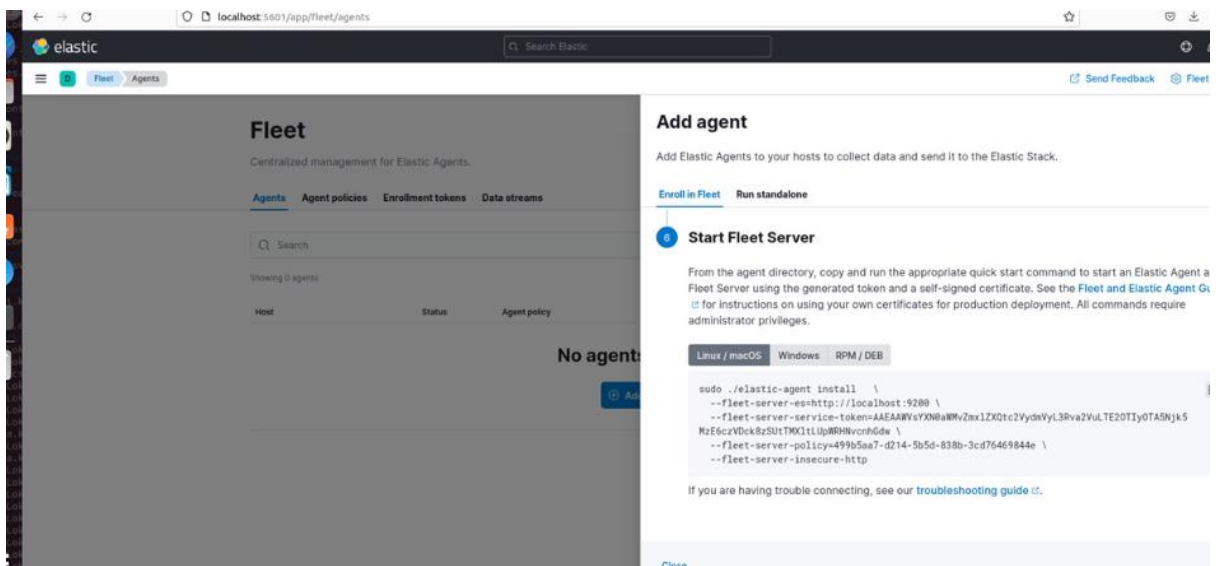 localhost:5601/app/fleet/agents
elastic
Search Elastic
D
Fleet
Agents
Send Feedback
Fleet
Fleet
Centralized management for Elastic Agents.
Agents
Agent policies
Enrollment tokens
Data streams
Search
Showing 0 agents
Host
Status
Agent policy
No agents
Add agent
Add Elastic Agents to your hosts to collect data and send it to the Elastic Stack.
Enroll in Fleet
Run standalone
6
Start Fleet Server
From the agent directory, copy and run the appropriate quick start command to start an Elastic Agent a
Fleet Server using the generated token and a self-signed certificate. See the Fleet and Elastic Agent Gu
for instructions on using your own certificates for production deployment. All commands require
administrator privileges.
Linux / macOS
Windows
RPM / DEB
sudo ./elastic-agent install \
--fleet-server-es=http://localhost:9200 \
--fleet-server-service-token=
--fleet-server-policy=499b5aa7-d214-5b5d-838b-3cd76469844e \
--fleet-server-insecure-http
If you are having trouble connecting, see our troubleshooting guide.
Close